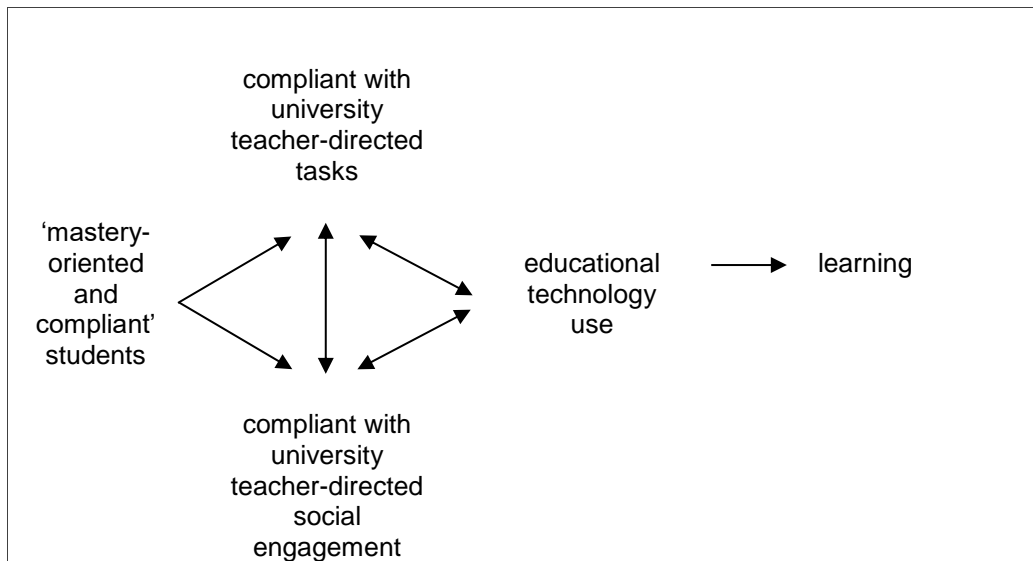 compliant with
university
teacher-directed
tasks
‘mastery-
oriented
and
compliant’
students
educational
technology
use
learning
compliant with
university
teacher-directed
social
engagement